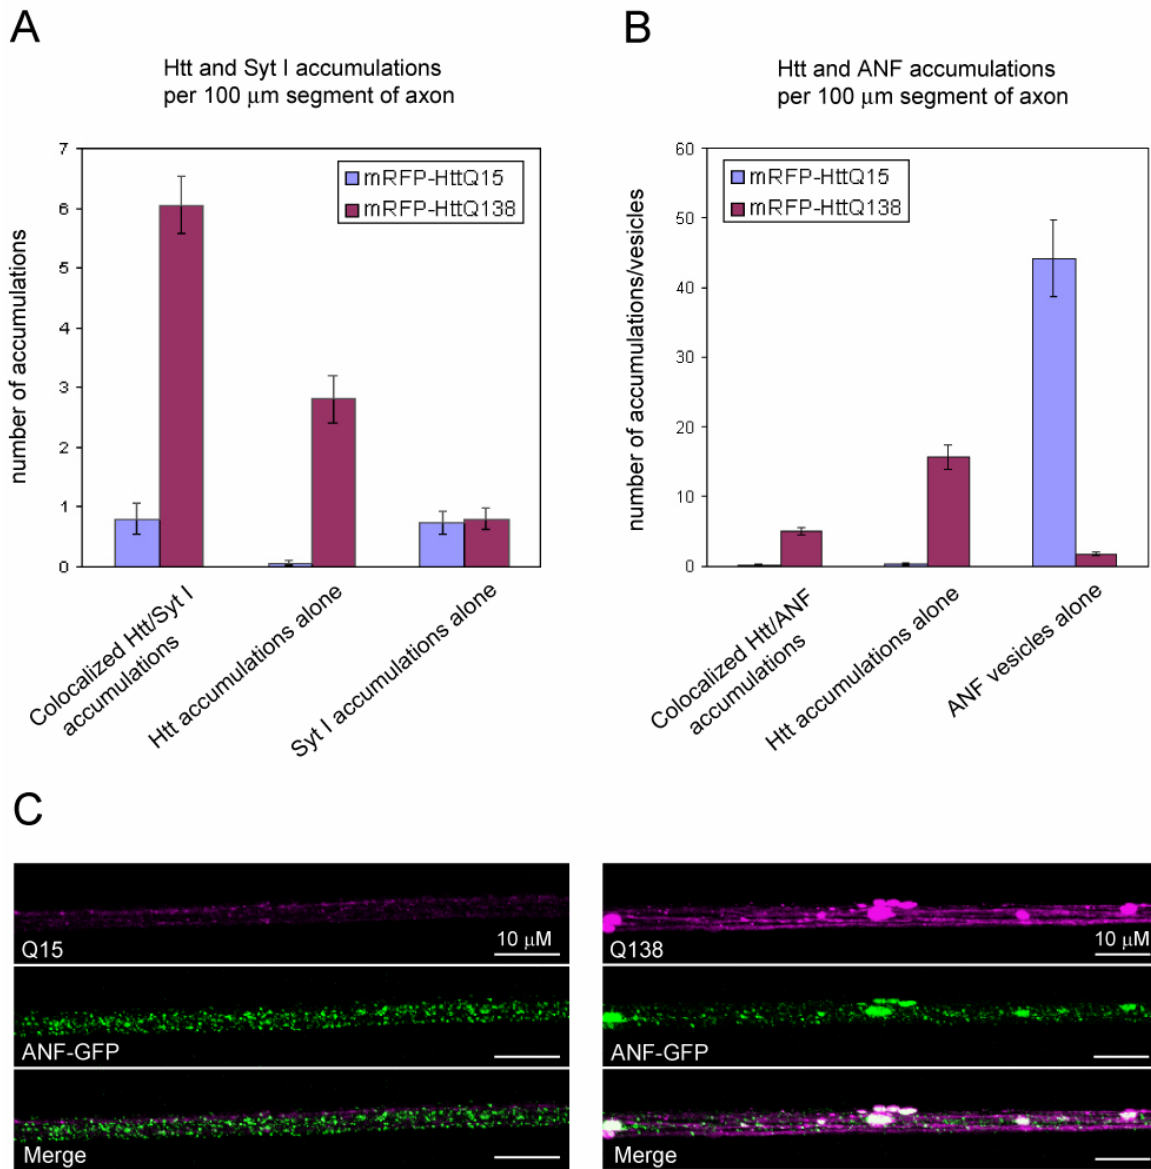 A
Htt and Syt I accumulations
per 100 μm segment of axon
number of accumulations
7
6
5
4
3
2
1
0
mRFP-HttQ15
mRFP-HttQ138
Colocalized Htt/Syt I
accumulations
Htt accumulations alone
Syt I accumulations alone
B
Htt and ANF accumulations
per 100 μm segment of axon
number of accumulations/vesicles
60
50
40
30
20
10
0
mRFP-HttQ15
mRFP-HttQ138
Colocalized Htt/ANF
accumulations
Htt accumulations alone
ANF vesicles alone
C
Q15
10 μM
ANF-GFP
Merge
Q138
10 μM
ANF-GFP
Merge